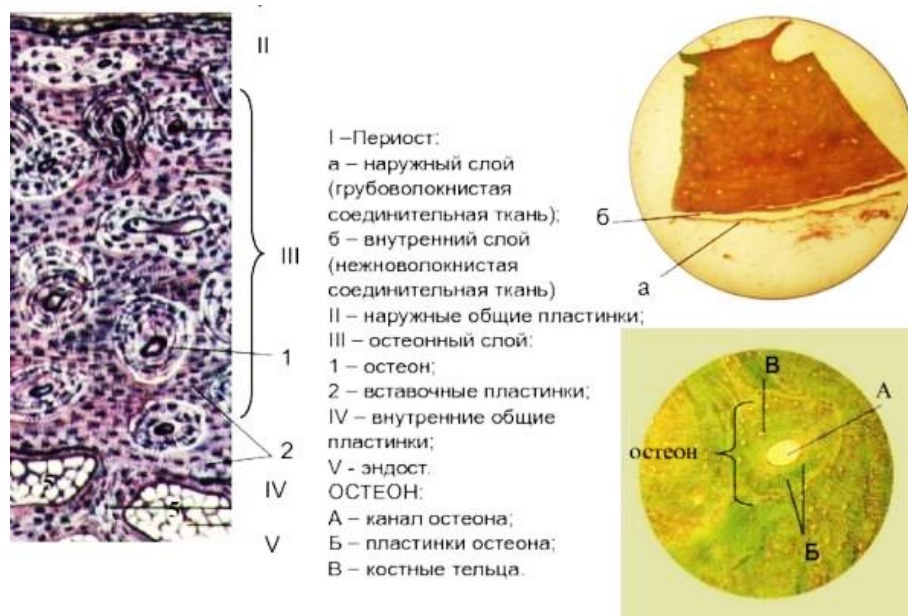 II
III
1
2
5
IV
5
V
I –Периост:
а – наружный слой
(грубоволокнистая
соединительная ткань);
б – внутренний слой
(нежноволокнистая
соединительная ткань)
II – наружные общие пластинки;
III – остеонный слой:
1 – остеон;
2 – вставочные пластинки;
IV – внутренние общие
пластинки;
V - эндост.
ОСТЕОН:
А – канал остеона;
Б – пластинки остеона;
В – костные тельца.
б
а
В
А
остеон
Б